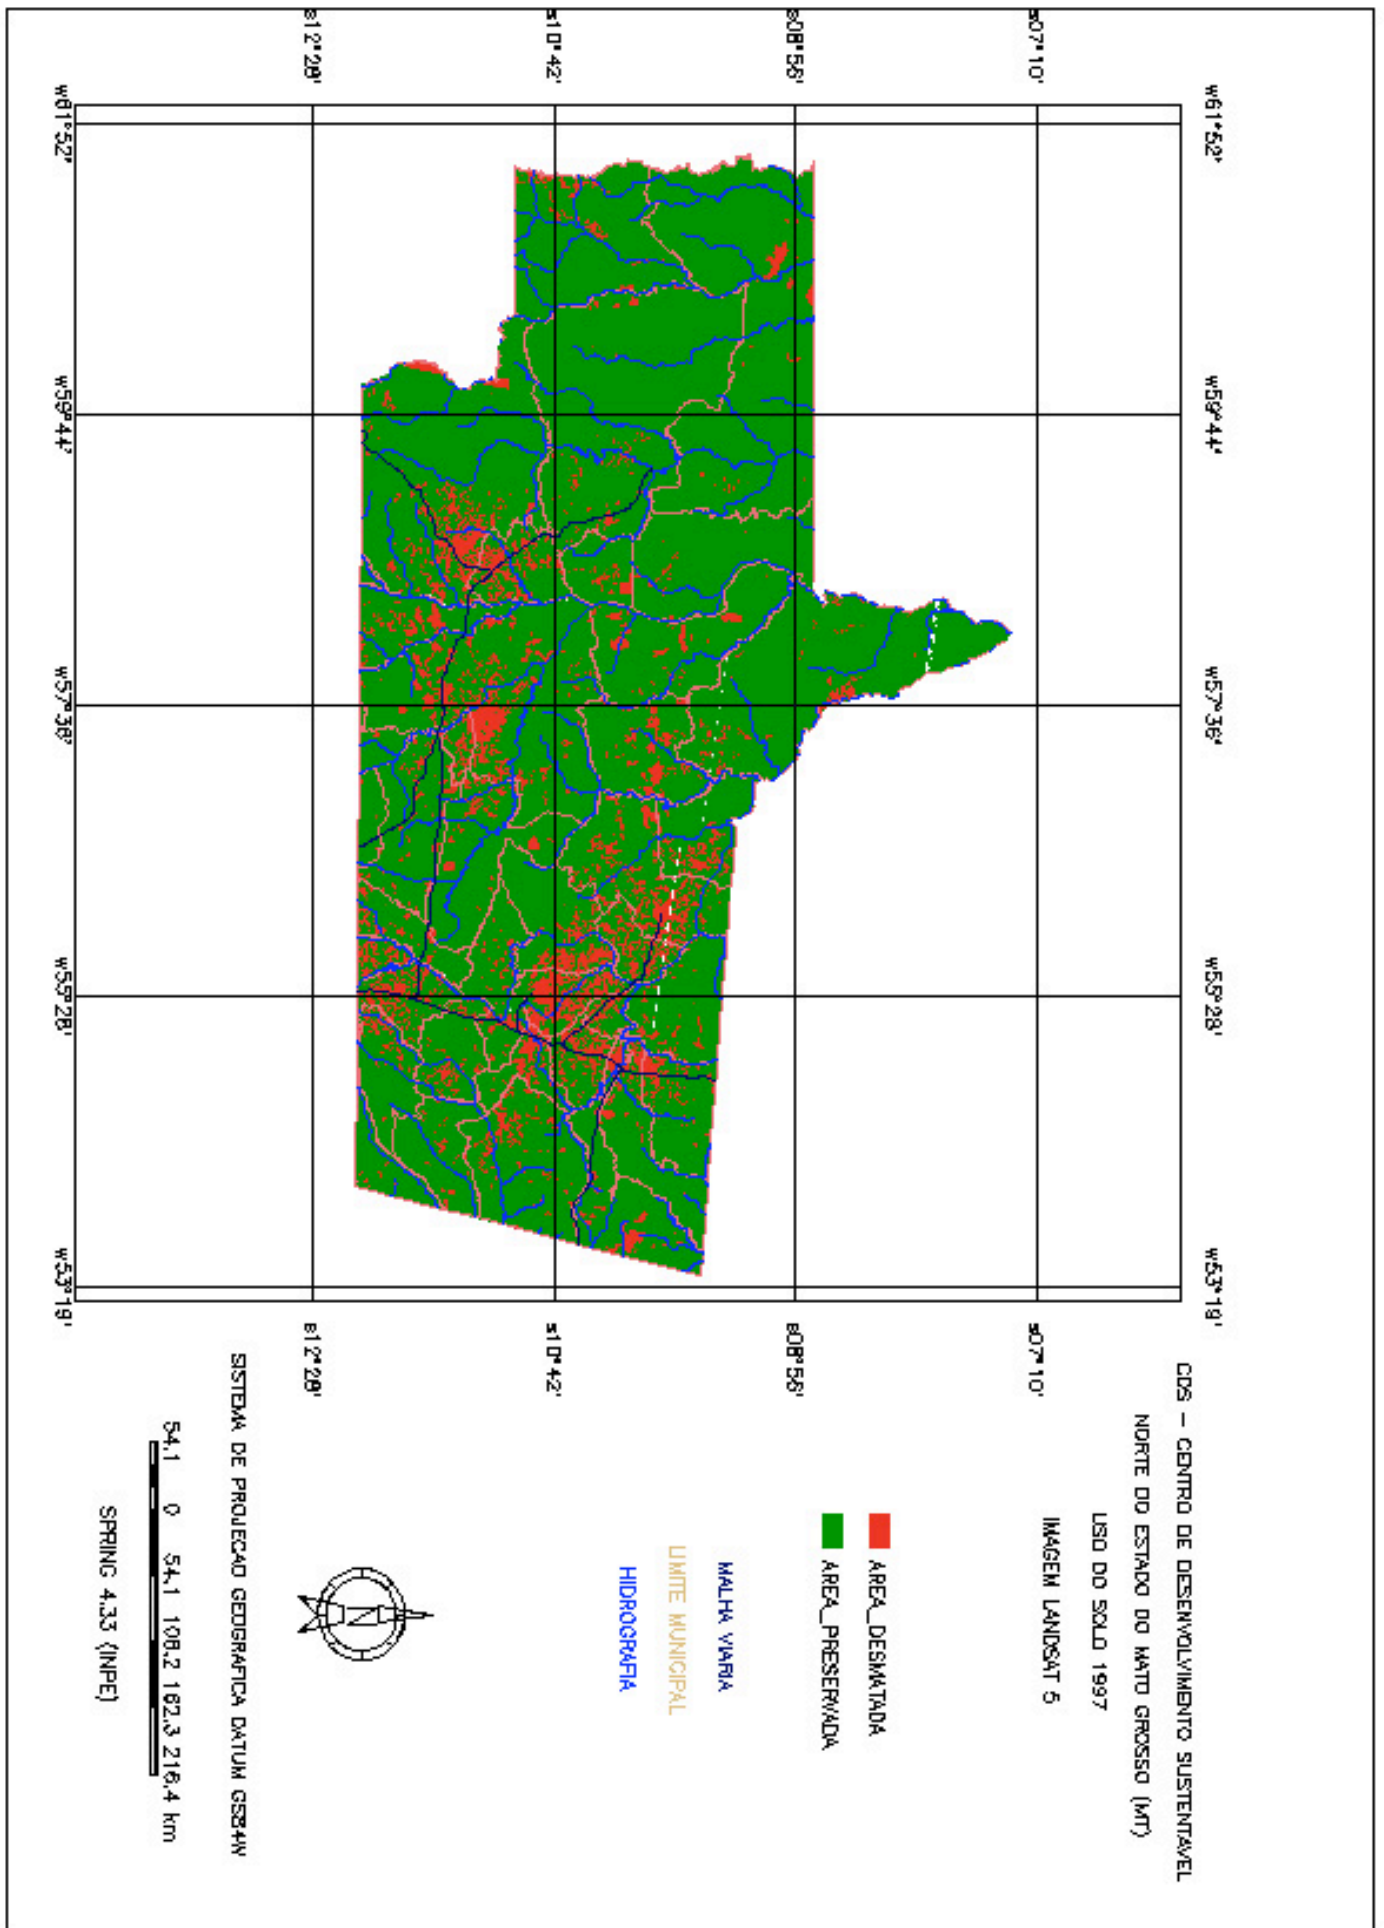 w61°52'
w59°44'
w57°36'
w55°28'
w53°19'
s07°10'
s07°10'
s08°56'
s08°56'
s10°42'
s10°42'
s12°28'
s12°28'
w61°52'
w59°44'
w57°36'
w55°28'
w53°19'
CDS - CENTRO DE DESENVOLVIMENTO SUSTENTAVEL
NORTE DO ESTADO DO MATO GROSSO (MT)
USO DO SOLO 1997
IMAGEM LANDSAT 5
AREA_DESMATADA
AREA_PRESERVADA
MALHA VIARIA
LIMITE MUNICIPAL
HIDROGRAFIA
N
SISTEMA DE PROJECAO GEOGRAFICA DATUM
54.1 0 54.1 108.2 162.3 216.4 km
SPRING 4.33 (INPE)